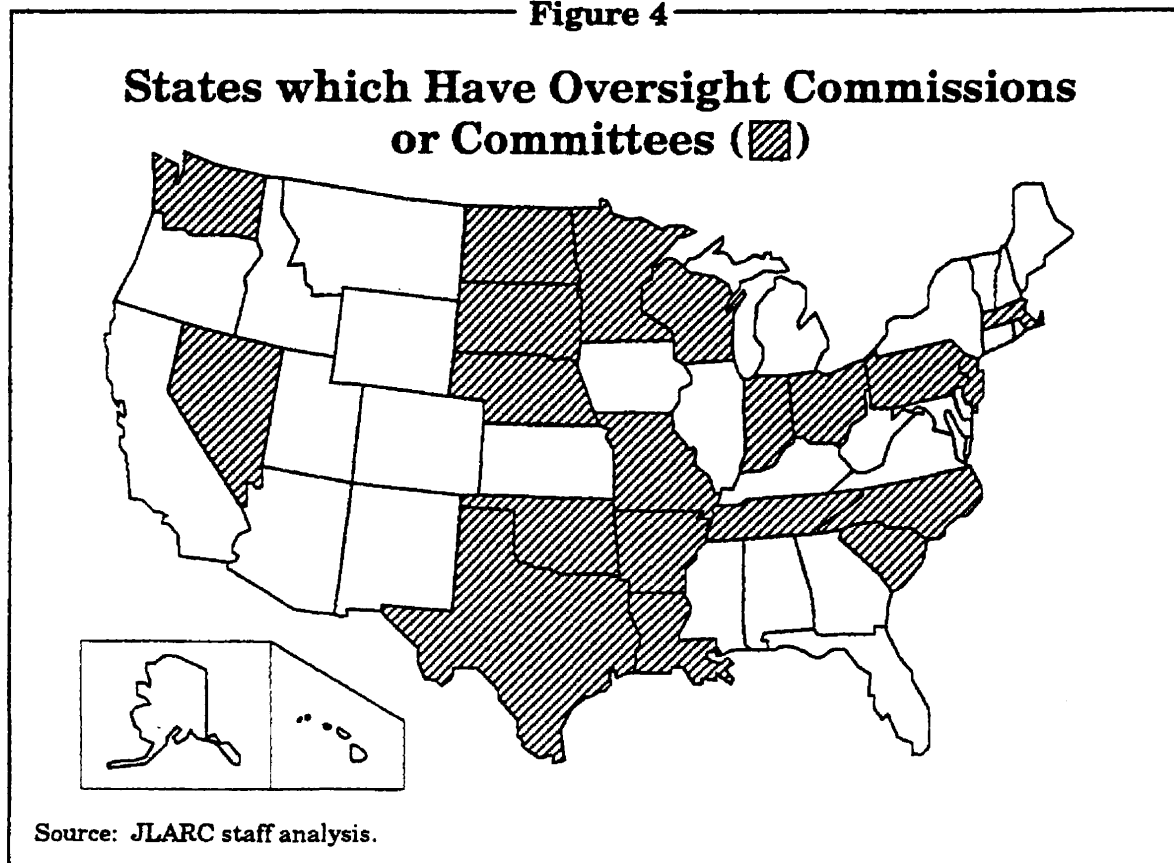 Figure 4
States which Have Oversight Commissions
or Committees ( )
Source: JLARC staff analysis.